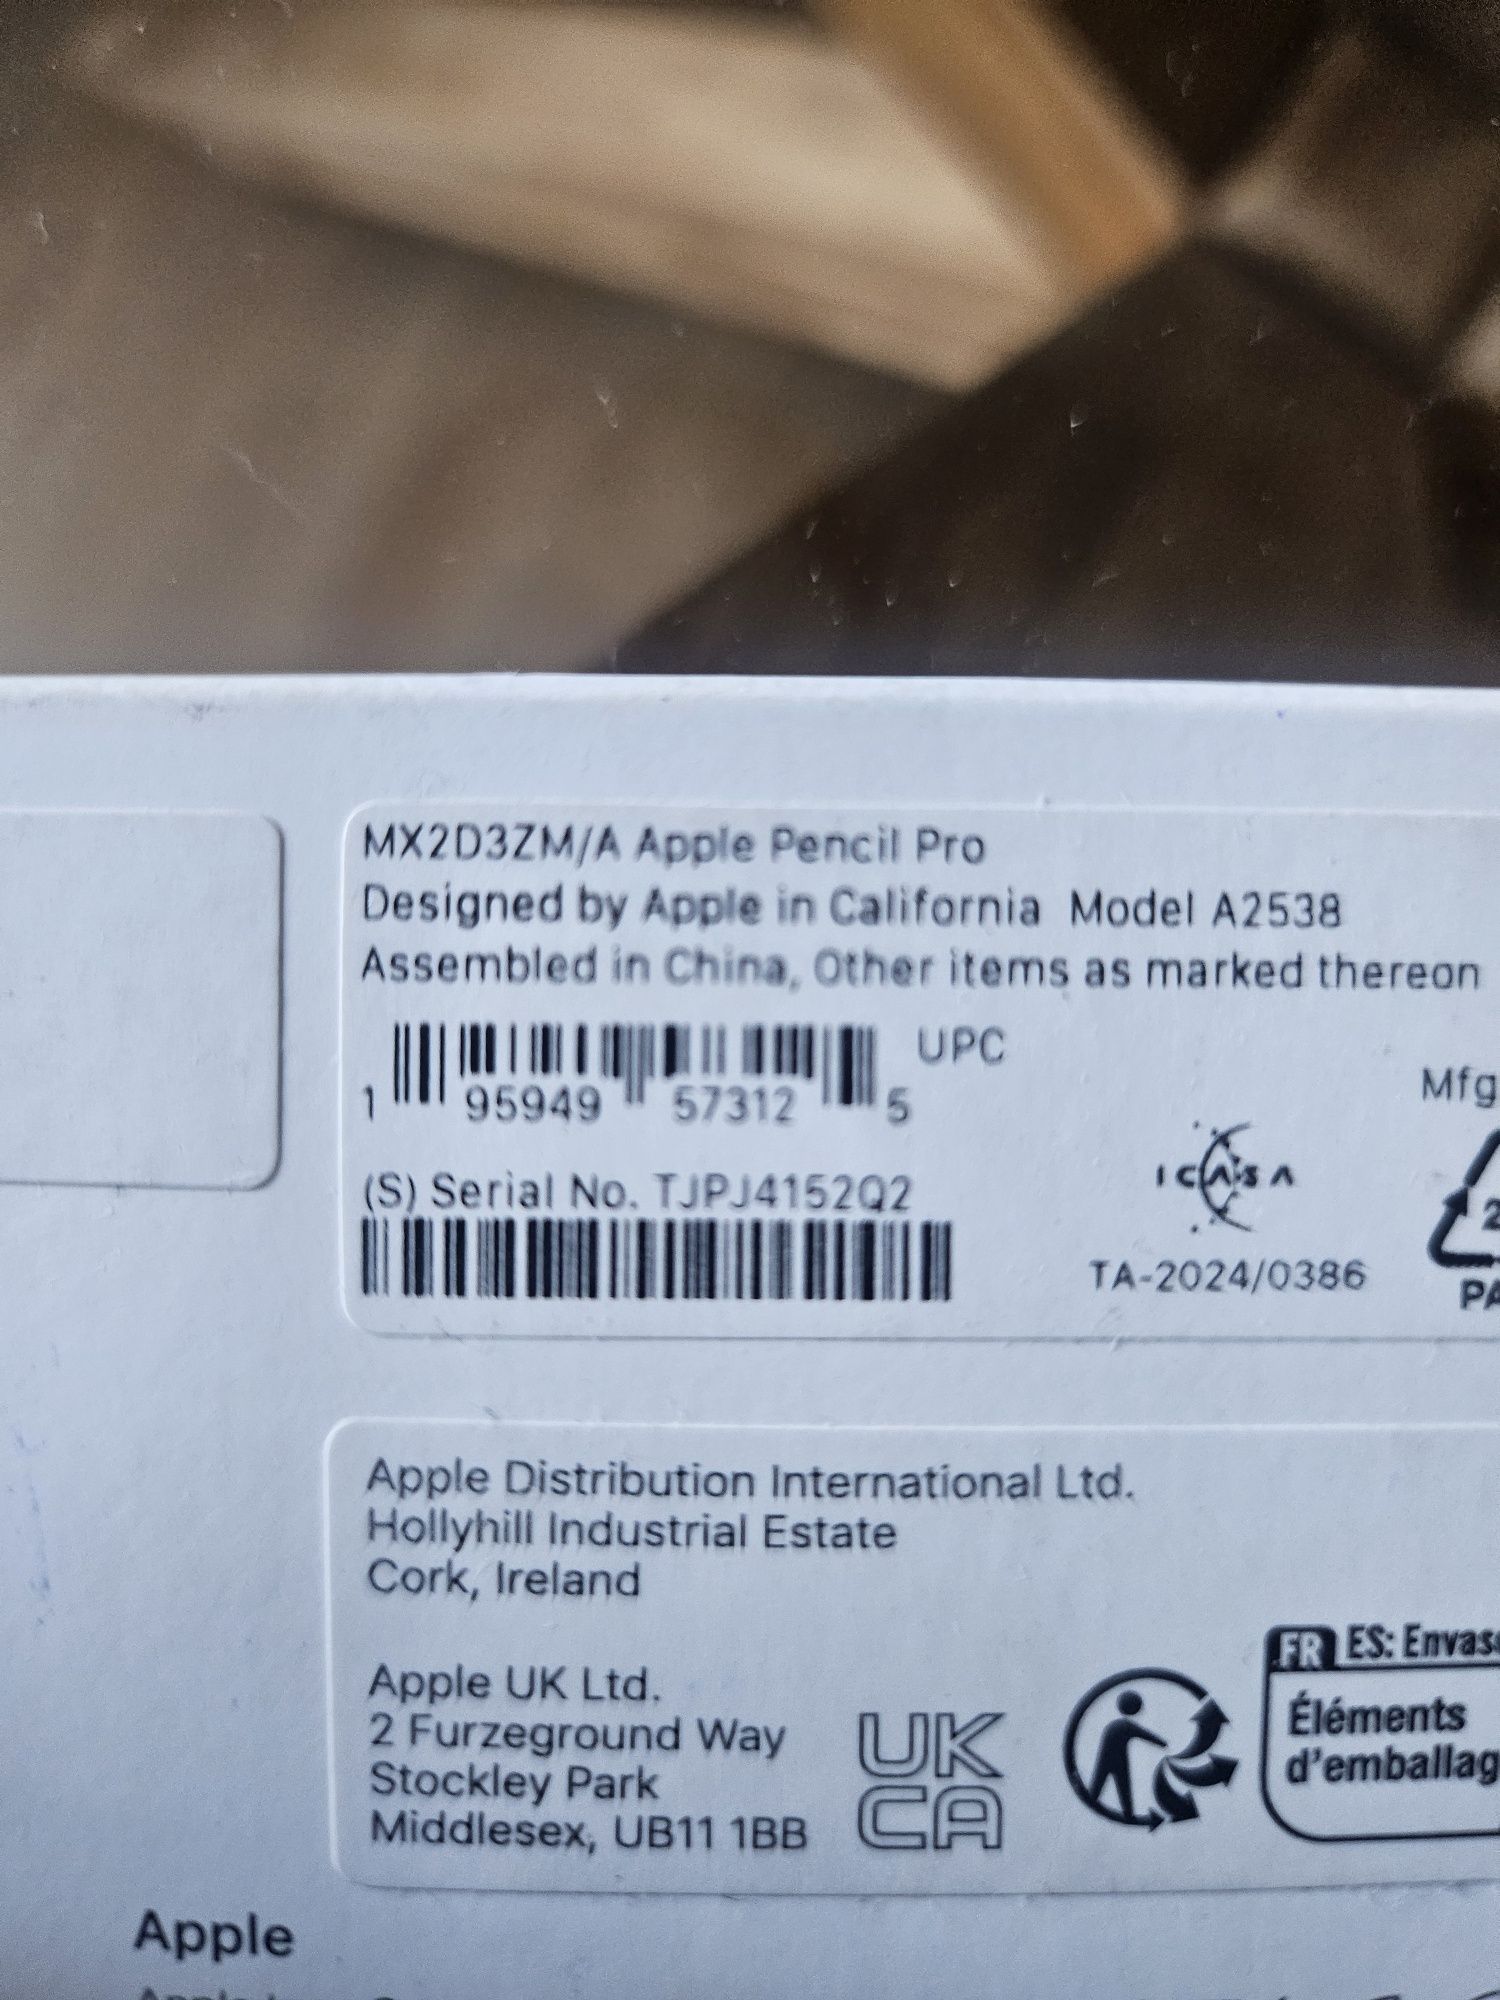 MX2D3ZM/A Apple Pencil Pro
Designed by Apple in California Model A2538
Assembled in China, Other items as marked thereon
UPC
1 95949 57312 5
Mfg
(S) Serial No. TJPJ4152Q2
ICASA
TA-2024/0386
2
PA
Apple Distribution International Ltd.
Hollyhill Industrial Estate
Cork, Ireland
Apple UK Ltd.
2 Furzeground Way
Stockley Park
Middlesex, UB11 1BB
UK
CA
FR ES: Envas
Éléments
d'emballag
Apple